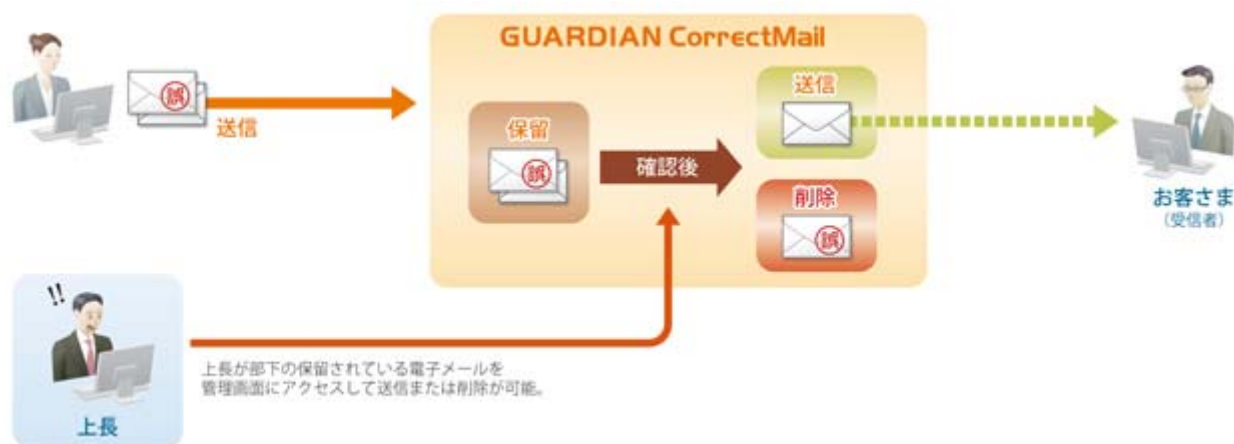 GUARDIAN CorrectMail
誤
送信
保留
誤
確認後
送信
削除
誤
お客さま
（受信者）
!!
上長が部下の保留されている電子メールを
管理画面にアクセスして送信または削除が可能。
上長